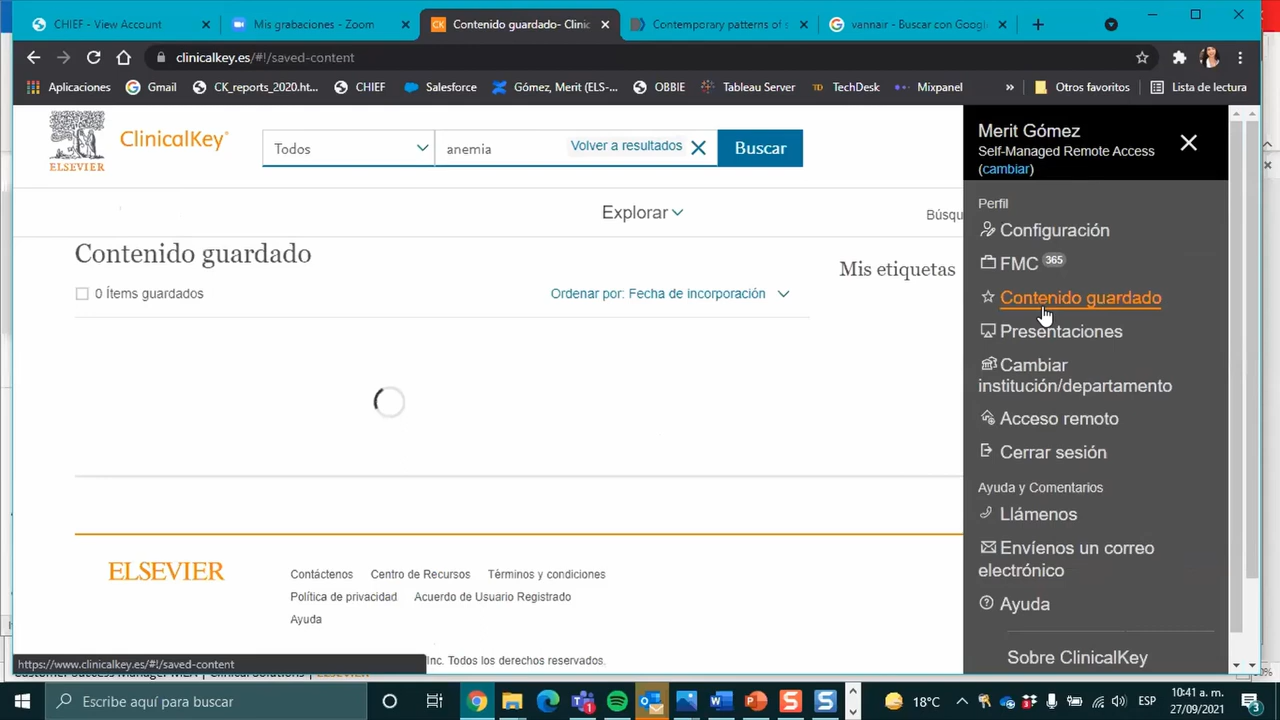 CHIEF - View Account
Mis grabaciones - Zoom
Contenido guardado- Clinic
Contemporary patterns of s
vannair - Buscar con Google
clinicalkey.es/#!/saved-content
Aplicaciones
Gmail
CK_reports_2020.ht...
CHIEF
Salesforce
Gómez, Merit (ELS-...
OBBIE
Tableau Server
TD TechDesk
Mixpanel
»
Otros favoritos
Lista de lectura
ELSEVIER
ClinicalKey®
Todos
anemia
Volver a resultados
Buscar
Explorar
Búsqu
Contenido guardado
0 Ítems guardados
Ordenar por: Fecha de incorporación
Mis etiquetas
Merit Gómez
Self-Managed Remote Access
(cambiar)
Perfil
Configuración
FMC 365
Contenido guardado
Presentaciones
Cambiar
institución/departamento
Acceso remoto
Cerrar sesión
Ayuda y Comentarios
Llámenos
Envíenos un correo
electrónico
Ayuda
Sobre ClinicalKey
ELSEVIER
Contáctenos
Centro de Recursos
Términos y condiciones
Política de privacidad
Acuerdo de Usuario Registrado
Ayuda
Inc. Todos los derechos reservados.
https://www.clinicalkey.es/#!/saved-content
Escribe aquí para buscar
18°C
ESP
10:41 a. m.
27/09/2021
3